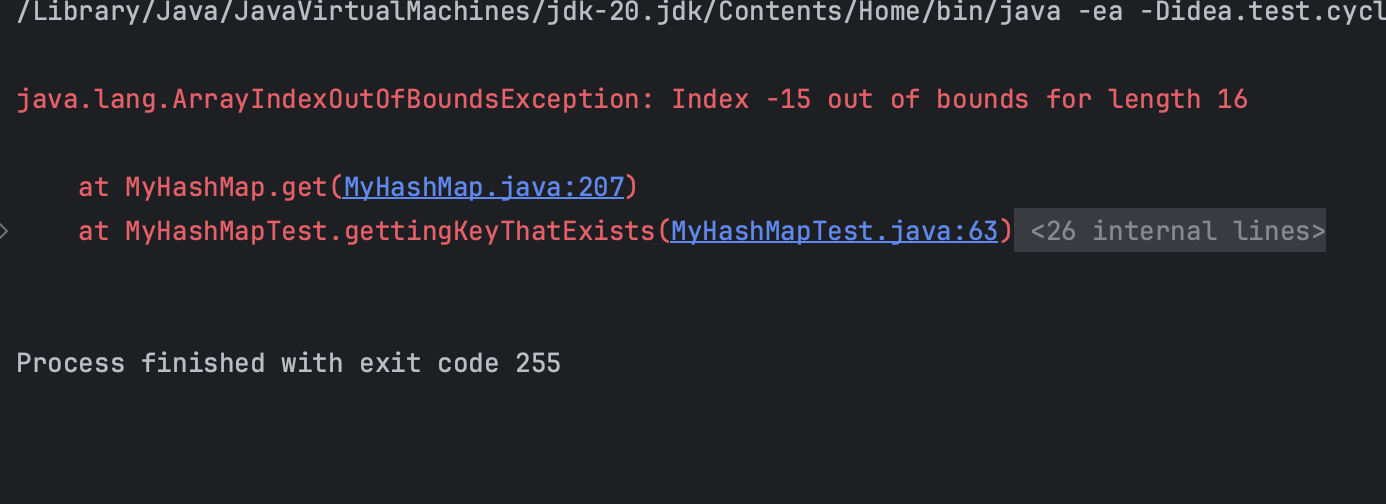 /Library/Java/JavaVirtualMachines/jdk-20.jdk/Contents/Home/bin/java -ea -Didea.test.cycl
java.lang.ArrayIndexOutOfBoundsException: Index -15 out of bounds for length 16
at MyHashMap.get(MyHashMap.java:207)
at MyHashMapTest.gettingKeyThatExists(MyHashMapTest.java:63) <26 internal lines>
Process finished with exit code 255